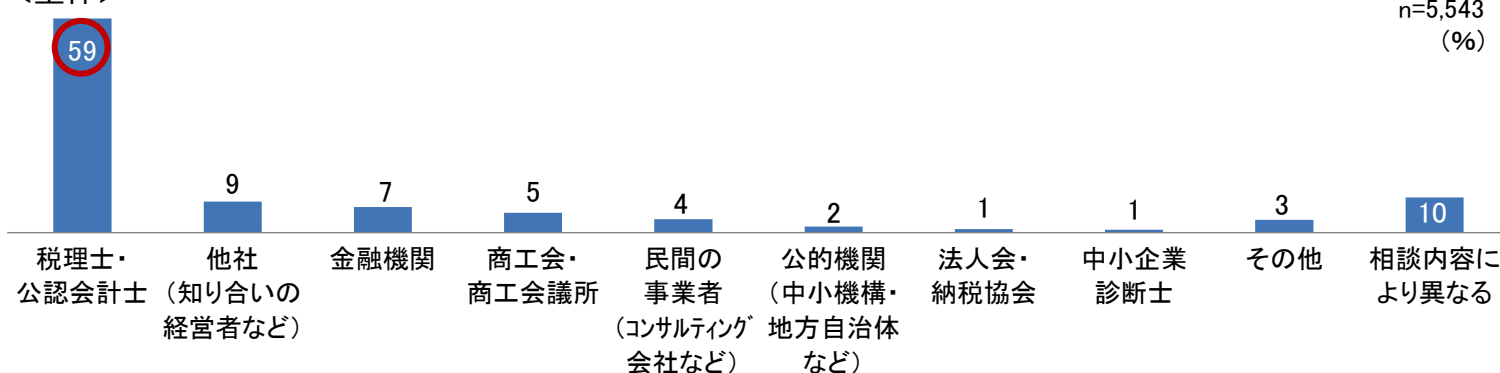 n=5,543
(%)
59
9
7
5
4
2
1
1
3
10
税理士・
公認会計士
他社
(知り合いの
経営者など)
金融機関
商工会・
商工会議所
民間の
事業者
(ｺﾝｻﾙﾃｨﾝｸﾞ
会社など)
公的機関
(中小機構・
地方自治体
など)
法人会・
納税協会
中小企業
診断士
その他
相談内容に
より異なる